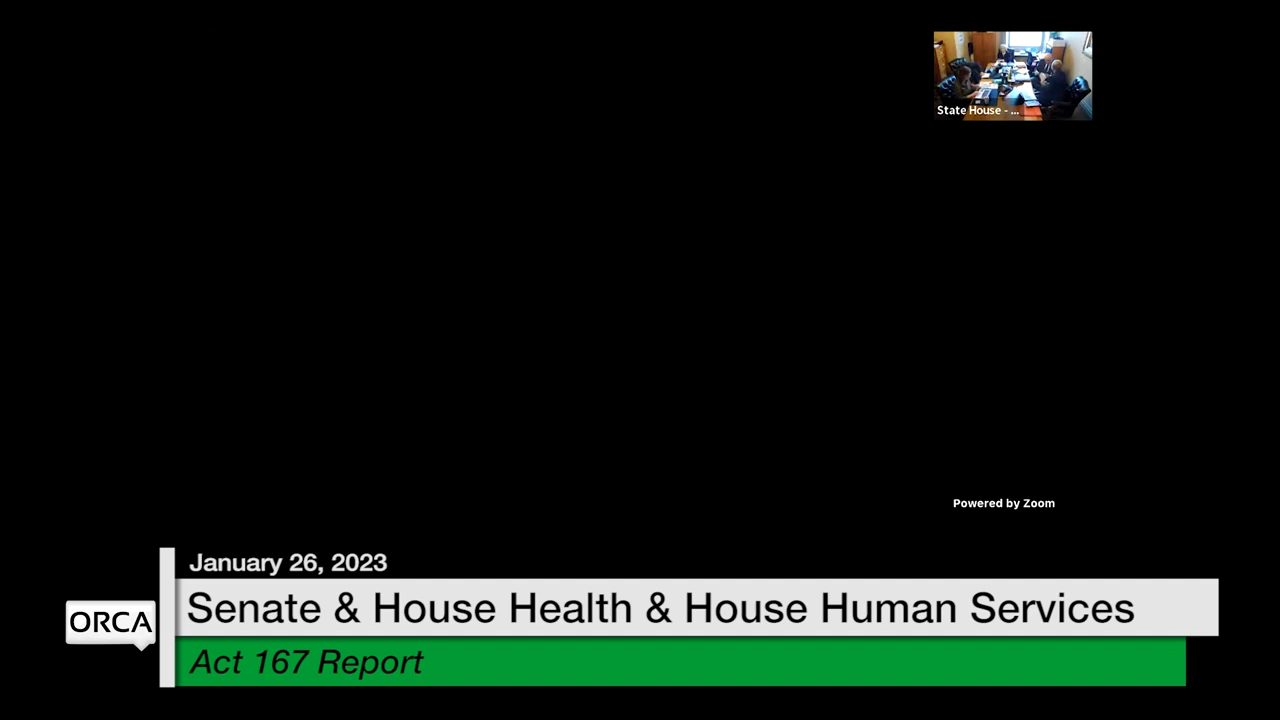 State House - ...
Powered by Zoom
January 26, 2023
Senate & House Health & House Human Services
ORCA
Act 167 Report